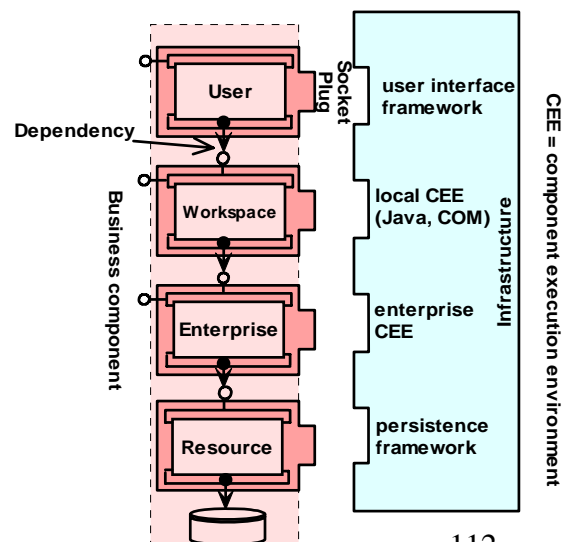 User
Dependency
Workspace
Enterprise
Resource
Business component
Plug
Socket
user interface
framework
local CEE
(Java, COM)
enterprise
CEE
persistence
framework
Infrastructure
CEE = component execution environment